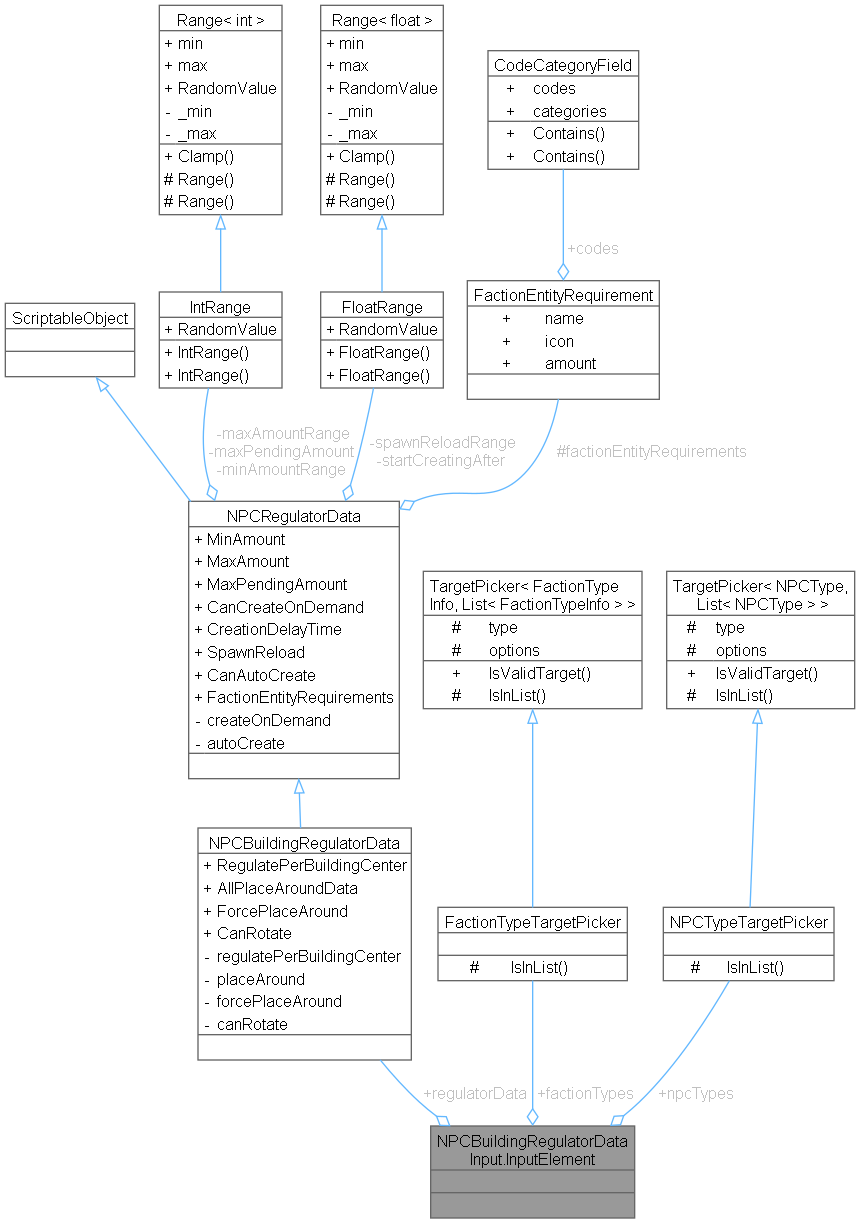 Range< int >
+ min
+ max
+ RandomValue
- _min
- _max
+ Clamp()
# Range()
# Range()
Range< float >
+ min
+ max
+ RandomValue
- _min
- _max
+ Clamp()
# Range()
# Range()
CodeCategoryField
+ codes
+ categories
+ Contains()
+ Contains()
+codes
ScriptableObject
IntRange
+ RandomValue
+ IntRange()
+ IntRange()
FloatRange
+ RandomValue
+ FloatRange()
+ FloatRange()
FactionEntityRequirement
+ name
+ icon
+ amount
-maxAmountRange
-maxPendingAmount
-minAmountRange
-spawnReloadRange
-startCreatingAfter
#factionEntityRequirements
NPCRegulatorData
+ MinAmount
+ MaxAmount
+ MaxPendingAmount
+ CanCreateOnDemand
+ CreationDelayTime
+ SpawnReload
+ CanAutoCreate
+ FactionEntityRequirements
- createOnDemand
- autoCreate
TargetPicker< FactionType
Info, List< FactionTypeInfo > >
# type
# options
+ IsValidTarget()
# IsInList()
TargetPicker< NPCType,
List< NPCType > >
# type
# options
+ IsValidTarget()
# IsInList()
NPCBuildingRegulatorData
+ RegulatePerBuildingCenter
+ AllPlaceAroundData
+ ForcePlaceAround
+ CanRotate
- regulatePerBuildingCenter
- placeAround
- forcePlaceAround
- canRotate
FactionTypeTargetPicker
# IsInList()
NPCTypeTargetPicker
# IsInList()
+regulatorData
+factionTypes
+npcTypes
NPCBuildingRegulatorData
Input.InputElement